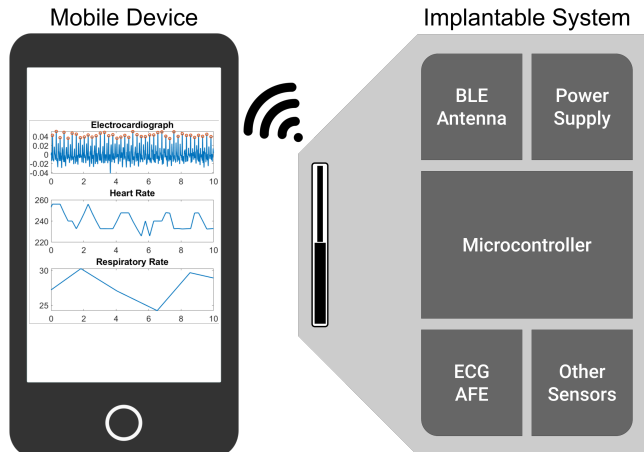 Mobile Device
Implantable System
Electrocardiograph
0.04
0.02
0
-0.02
-0.04
0 2 4 6 8 10
Heart Rate
260
240
220
0 2 4 6 8 10
Respiratory Rate
30
25
0 2 4 6 8 10
BLE
Antenna
Power
Supply
Microcontroller
ECG
AFE
Other
Sensors